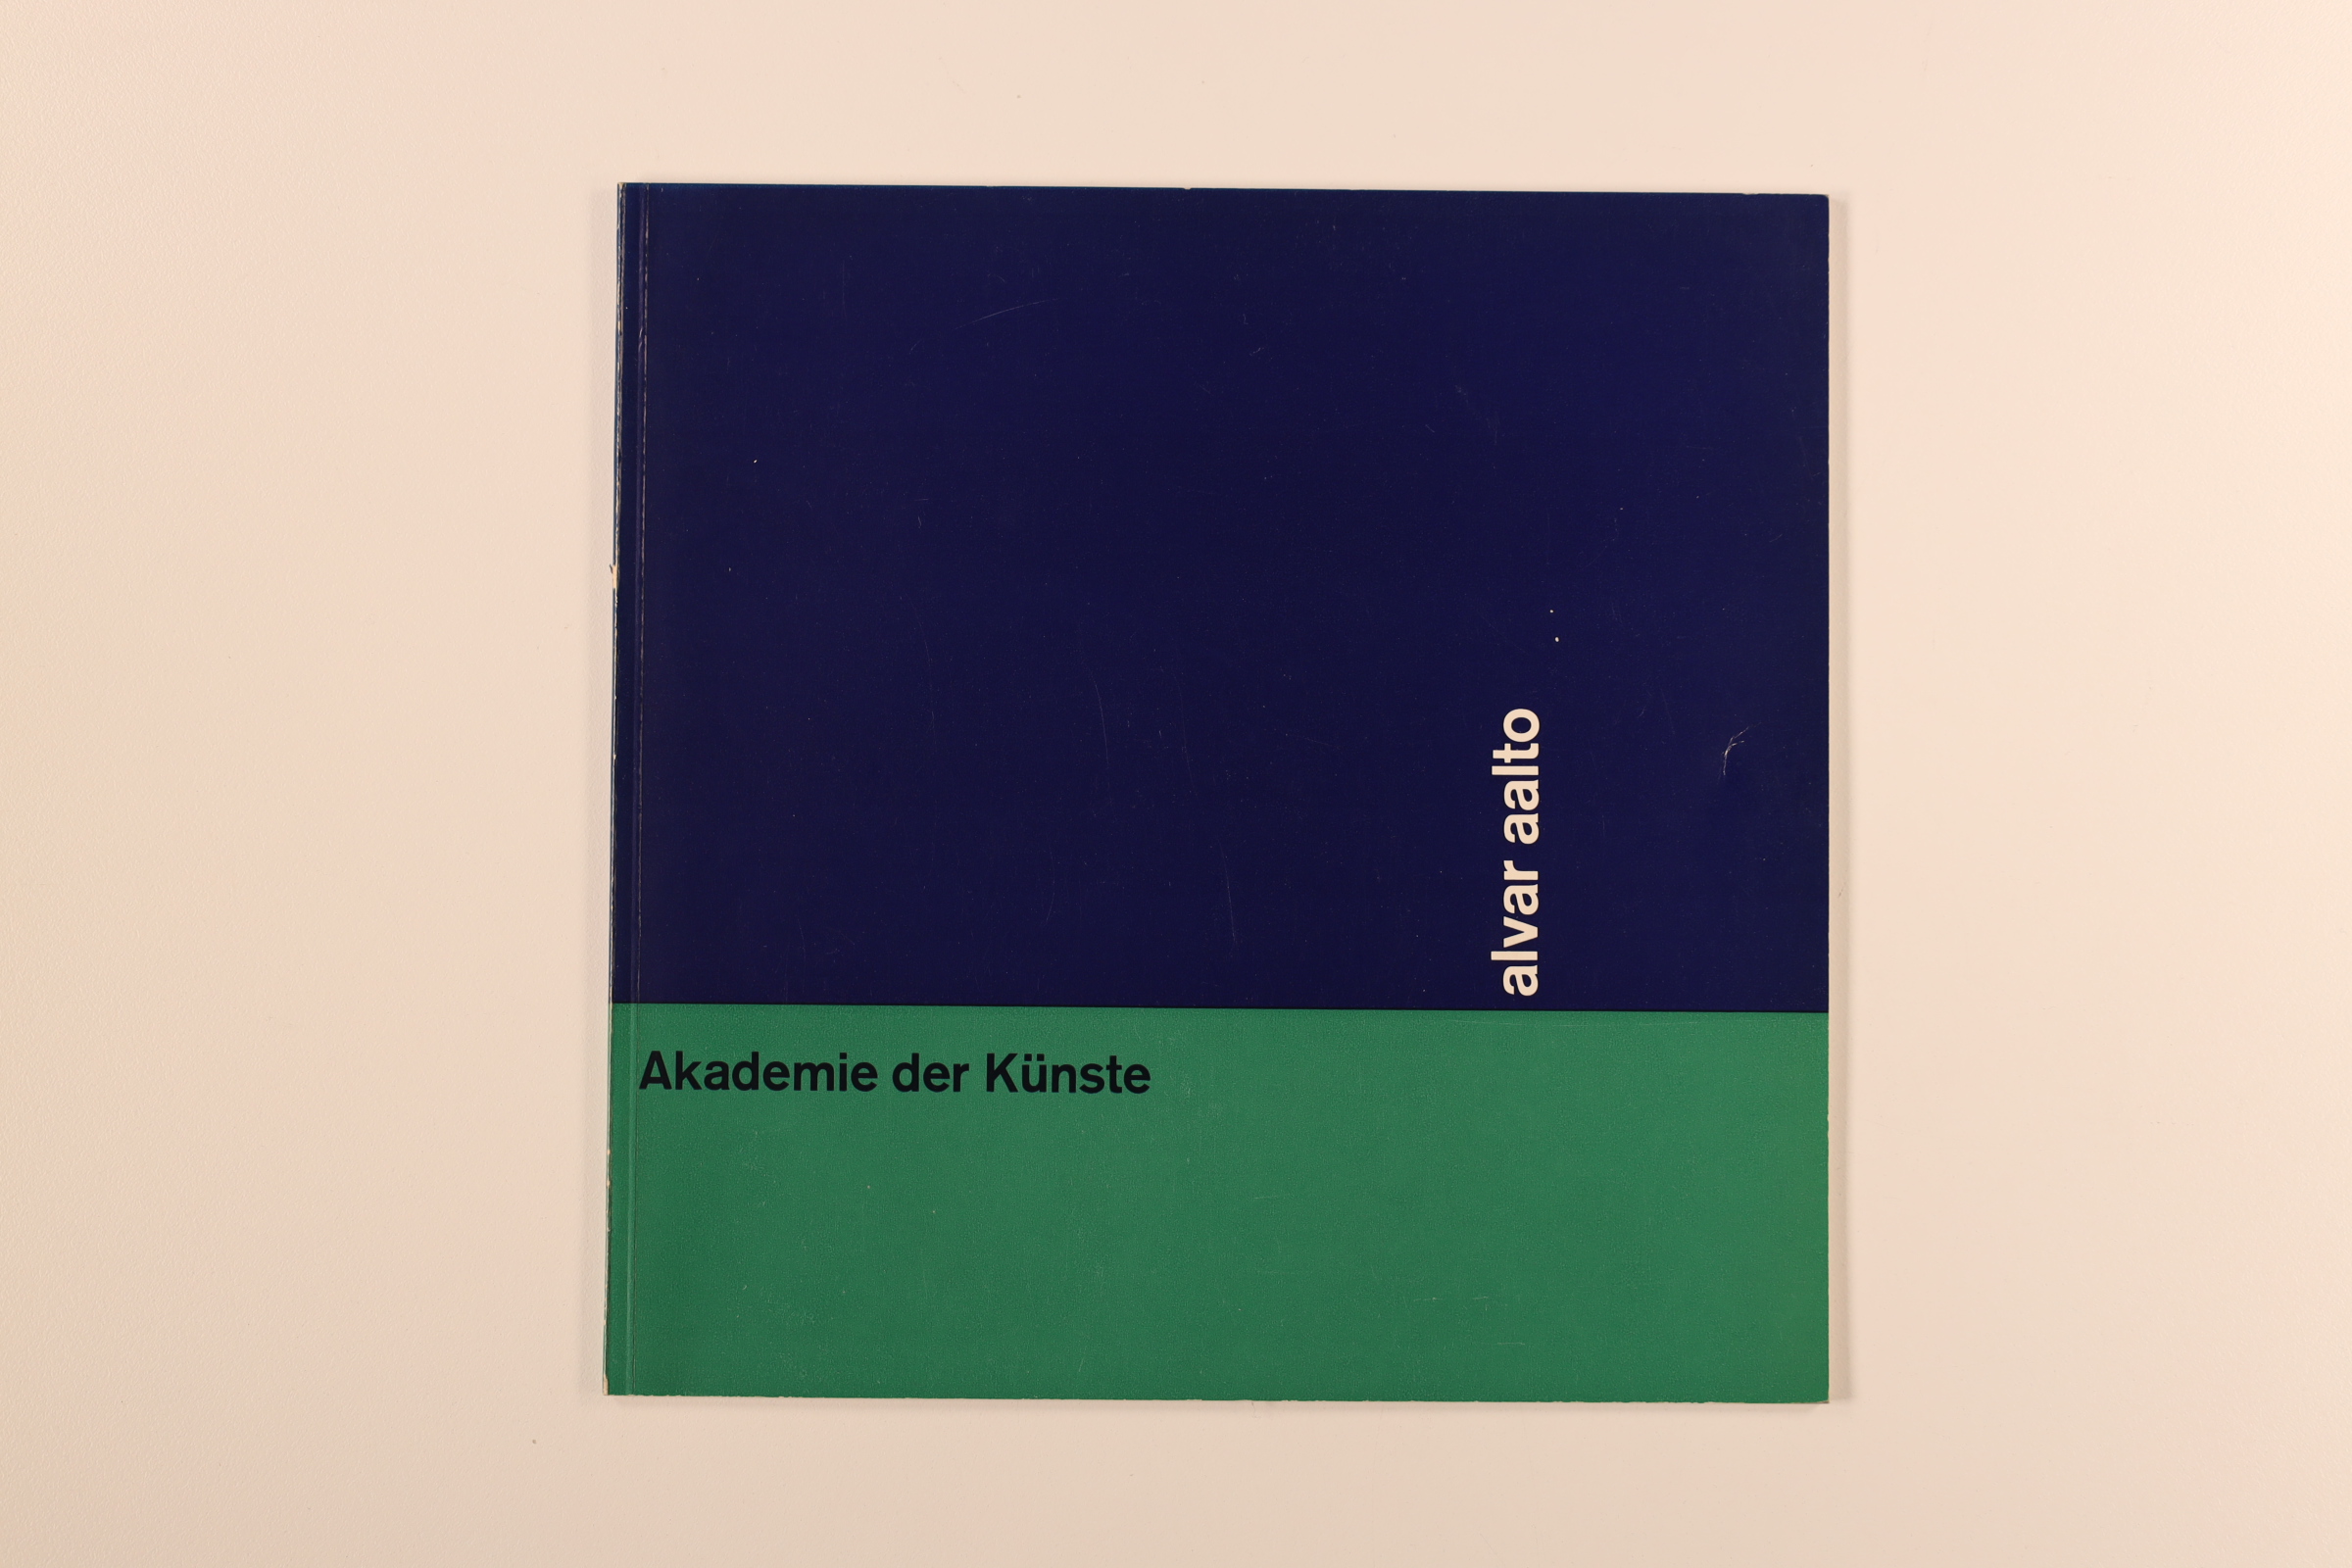 alvar aalto
Akademie der Künste